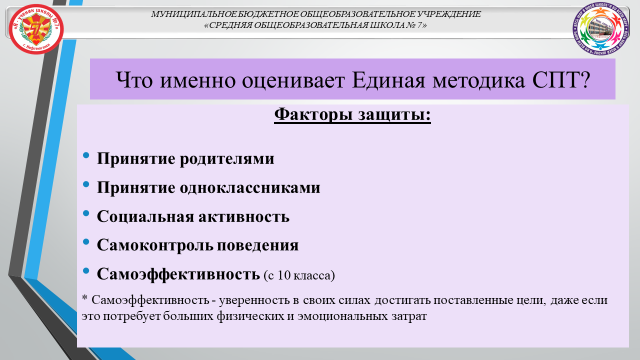 МУНИЦИПАЛЬНОЕ БЮДЖЕТНОЕ ОБЩЕОБРАЗОВАТЕЛЬНОЕ УЧРЕЖДЕНИЕ
«СРЕДНЯЯ ОБЩЕОБРАЗОВАТЕЛЬНАЯ ШКОЛА № 7»
Что именно оценивает Единая методика СПТ?
Факторы защиты:
• Принятие родителями
• Принятие одноклассниками
• Социальная активность
• Самоконтроль поведения
• Самоэффективность (с 10 класса)
* Самоэффективность - уверенность в своих силах достигать поставленные цели, даже если
это потребует больших физических и эмоциональных затрат